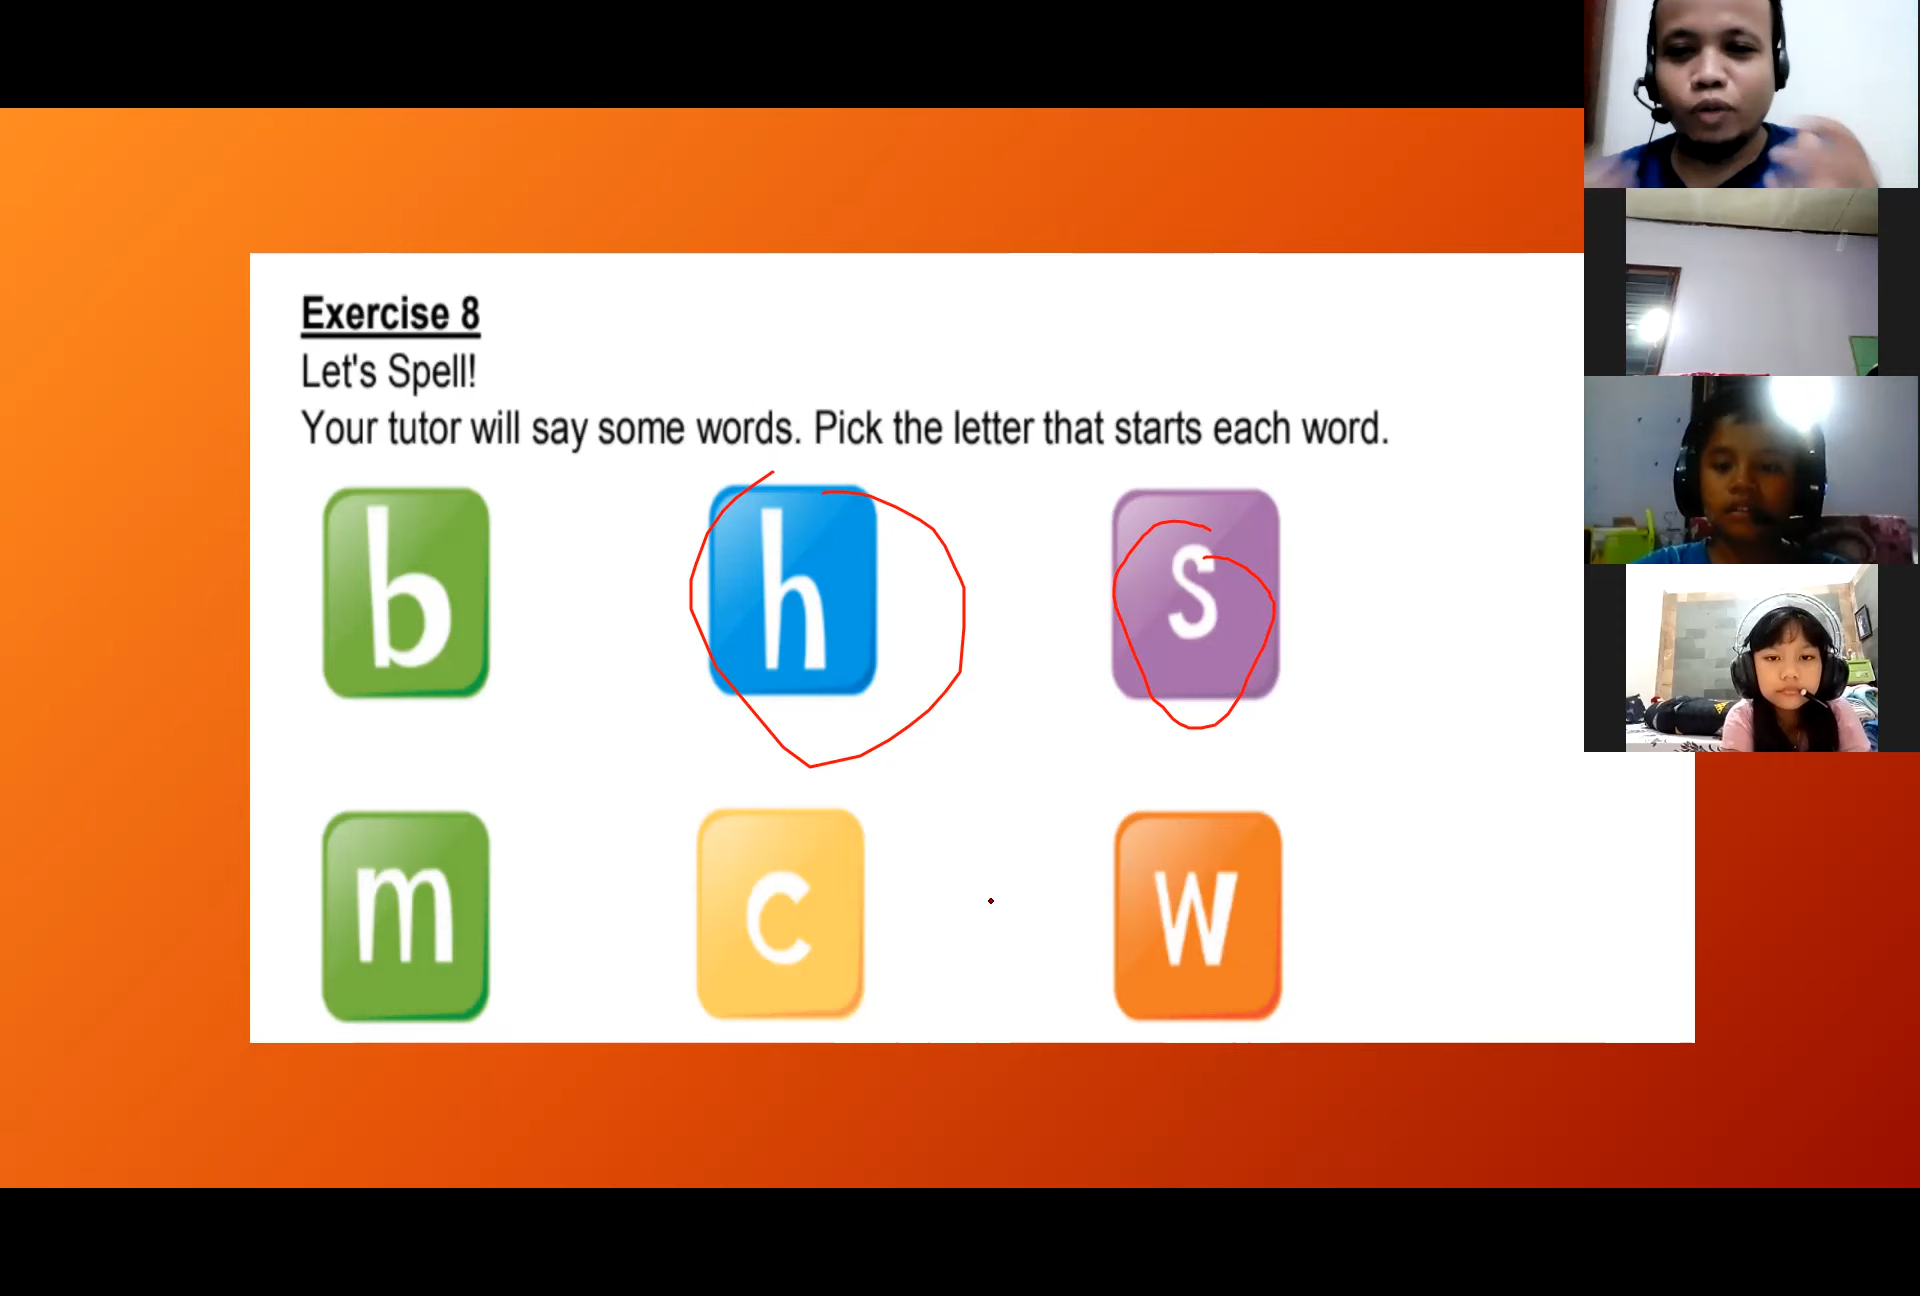 Exercise 8
Let's Spell!
Your tutor will say some words. Pick the letter that starts each word.
b h s
m c w